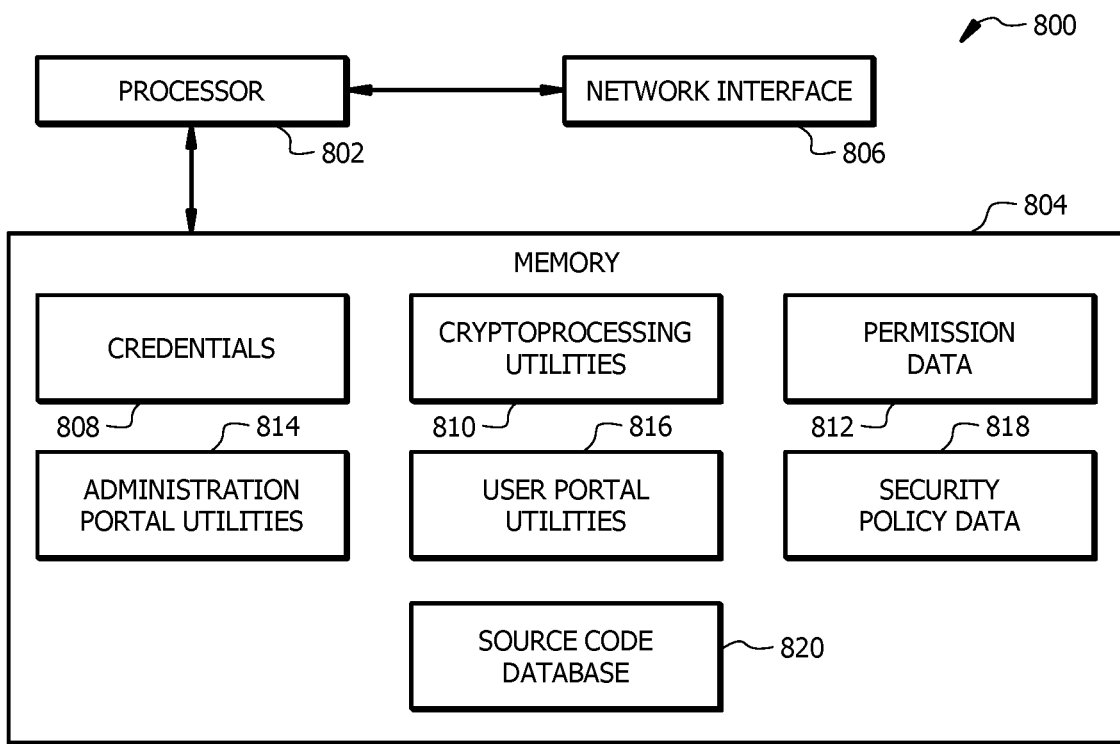 800
PROCESSOR
NETWORK INTERFACE
802
806
804
MEMORY
CREDENTIALS
CRYPTOPROCESSING
UTILITIES
PERMISSION
DATA
808
814
810
816
812
818
ADMINISTRATION
PORTAL UTILITIES
USER PORTAL
UTILITIES
SECURITY
POLICY DATA
SOURCE CODE
DATABASE
820